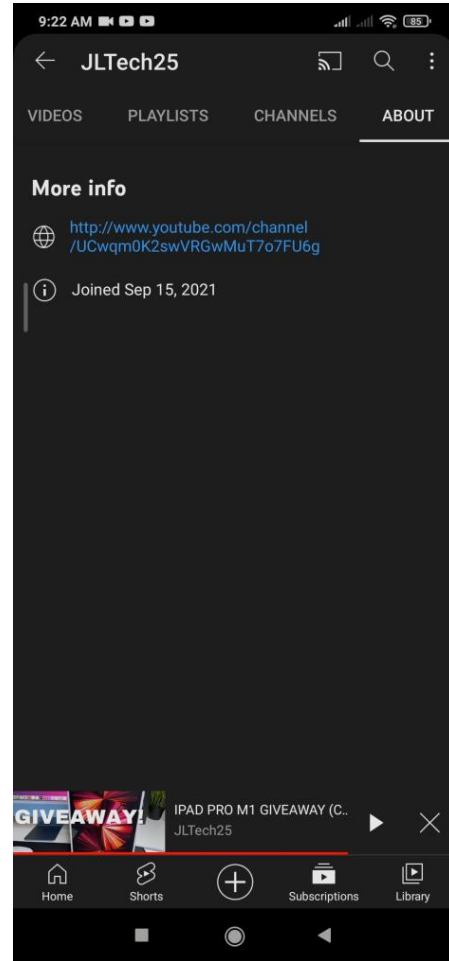 9:22 AM
85
JLTech25
VIDEOS PLAYLISTS CHANNELS ABOUT
More info
http://www.youtube.com/channel
/UCwqm0K2swVRGwMuT7o7FU6g
Joined Sep 15, 2021
GIVEAWAY!
IPAD PRO M1 GIVEAWAY (C..
JLTech25
Home Shorts Subscriptions Library